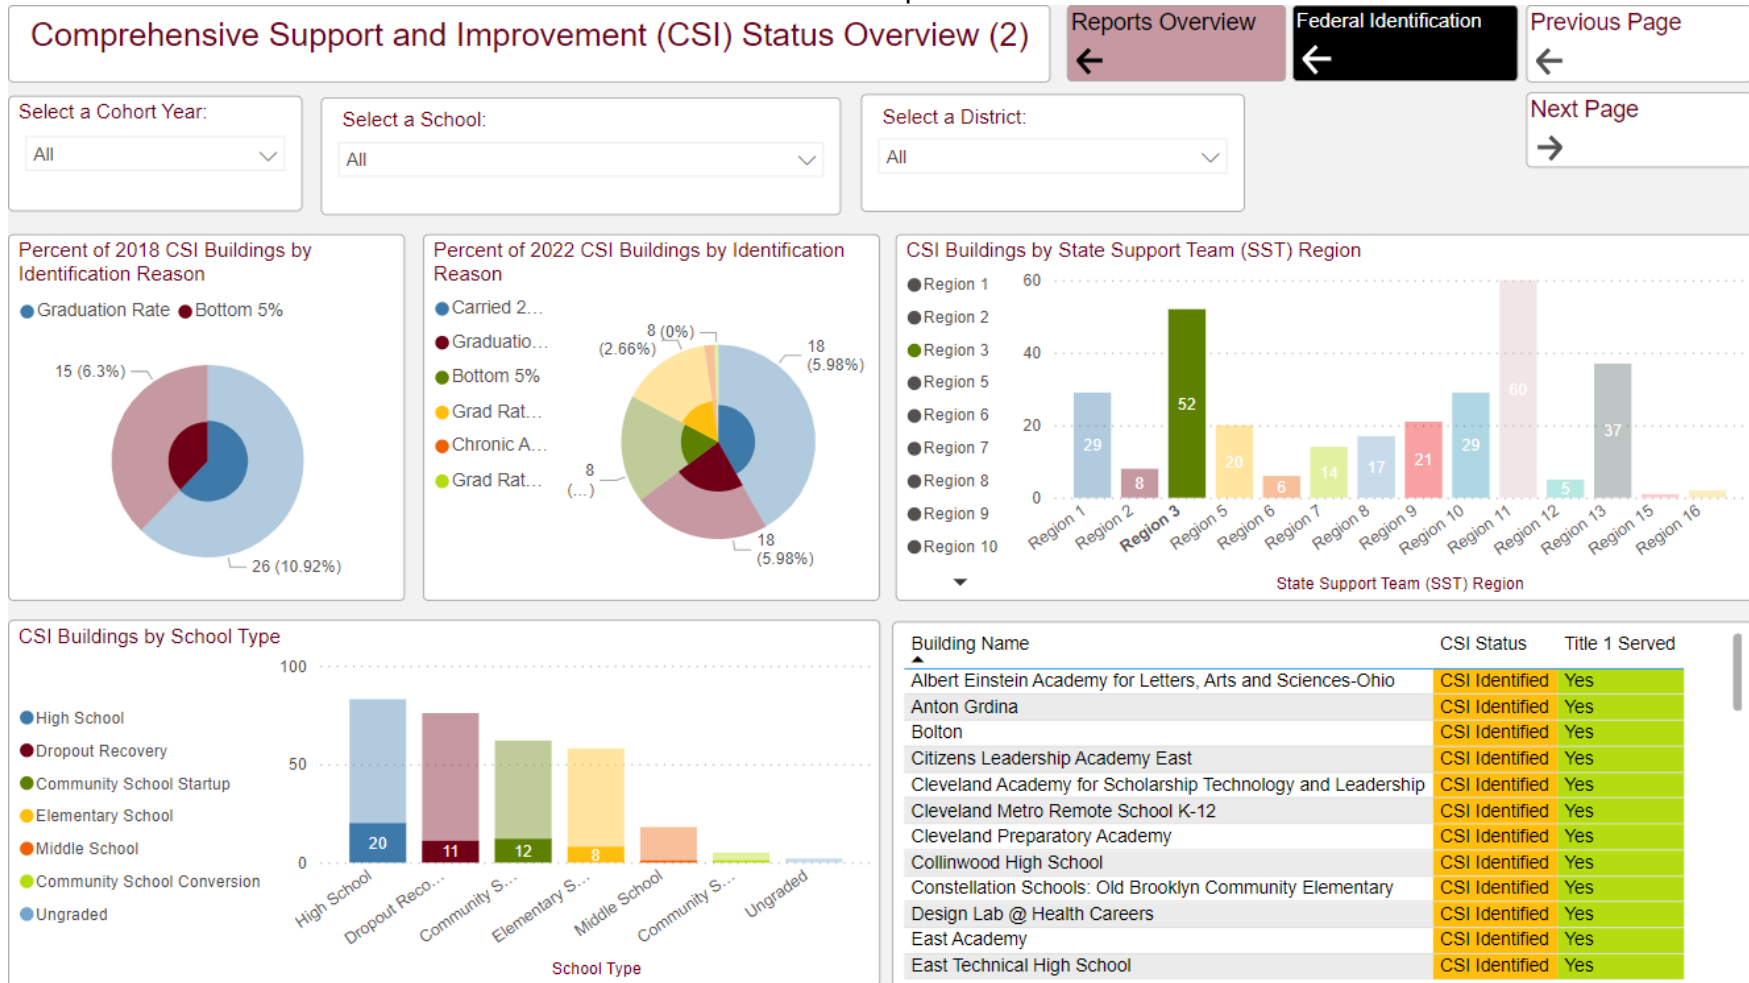 Comprehensive Support and Improvement (CSI) Status Overview (2)
Reports Overview
Federal Identification
Previous Page
Next Page
Select a Cohort Year:
All
Select a School:
All
Select a District:
All
Percent of 2018 CSI Buildings by
Identification Reason
Graduation Rate
Bottom 5%
15 (6.3%)
26 (10.92%)
Percent of 2022 CSI Buildings by Identification
Reason
Carried 2...
Graduatio...
Bottom 5%
Grad Rat...
Chronic A...
Grad Rat...
8 (0%)
(2.66%)
18
(5.98%)
8
(...)
18
(5.98%)
CSI Buildings by State Support Team (SST) Region
Region 1
Region 2
Region 3
Region 5
Region 6
Region 7
Region 8
Region 9
Region 10
60
40
20
0
29
8
52
20
6
14
17
21
29
60
5
37
Region 1
Region 2
Region 3
Region 5
Region 6
Region 7
Region 8
Region 9
Region 10
Region 11
Region 12
Region 13
Region 15
Region 16
State Support Team (SST) Region
CSI Buildings by School Type
High School
Dropout Recovery
Community School Startup
Elementary School
Middle School
Community School Conversion
Ungraded
100
50
0
20
11
12
8
High School
Dropout Reco...
Community S...
Elementary S...
Middle School
Community S...
Ungraded
School Type
Building Name CSI Status Title 1 Served
Albert Einstein Academy for Letters, Arts and Sciences-Ohio CSI Identified Yes
Anton Grdina CSI Identified Yes
Bolton CSI Identified Yes
Citizens Leadership Academy East CSI Identified Yes
Cleveland Academy for Scholarship Technology and Leadership CSI Identified Yes
Cleveland Metro Remote School K-12 CSI Identified Yes
Cleveland Preparatory Academy CSI Identified Yes
Collinwood High School CSI Identified Yes
Constellation Schools: Old Brooklyn Community Elementary CSI Identified Yes
Design Lab @ Health Careers CSI Identified Yes
East Academy CSI Identified Yes
East Technical High School CSI Identified Yes